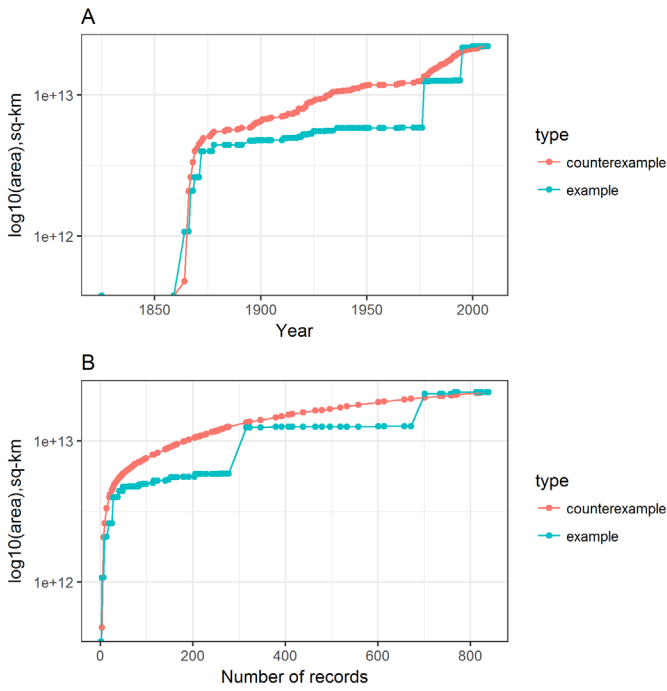 A
log10(area),sq-km
1e+13
1e+12
1850
1900
1950
2000
Year
type
counterexample
example
B
log10(area),sq-km
1e+13
1e+12
0
200
400
600
800
Number of records
type
counterexample
example